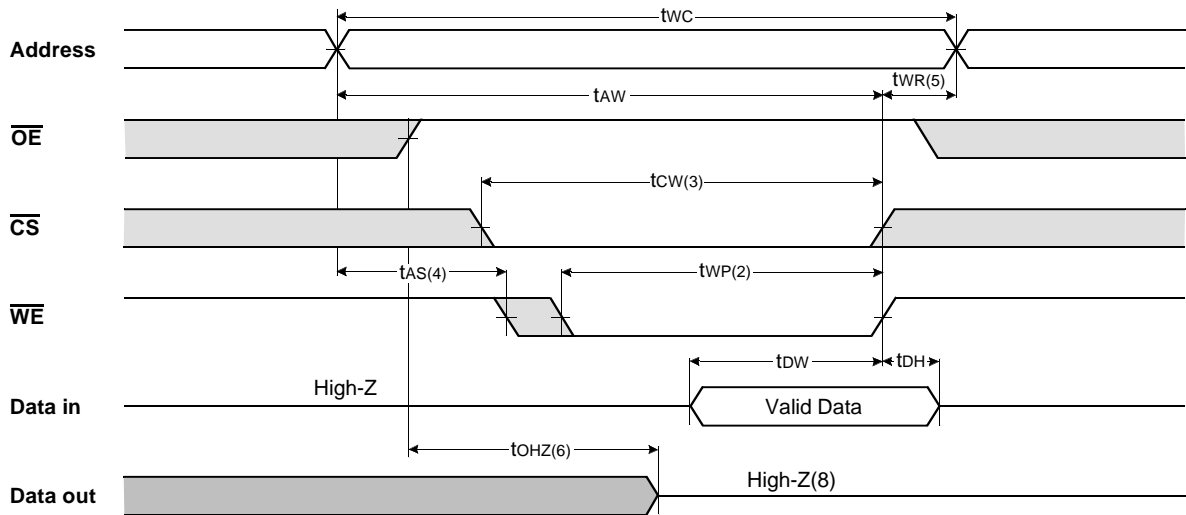 tWC
Address
tAW
tWR(5)
OE
tCW(3)
CS
tAS(4)
tWP(2)
WE
tDW
tDH
High-Z
Data in
Valid Data
tOHZ(6)
High-Z(8)
Data out